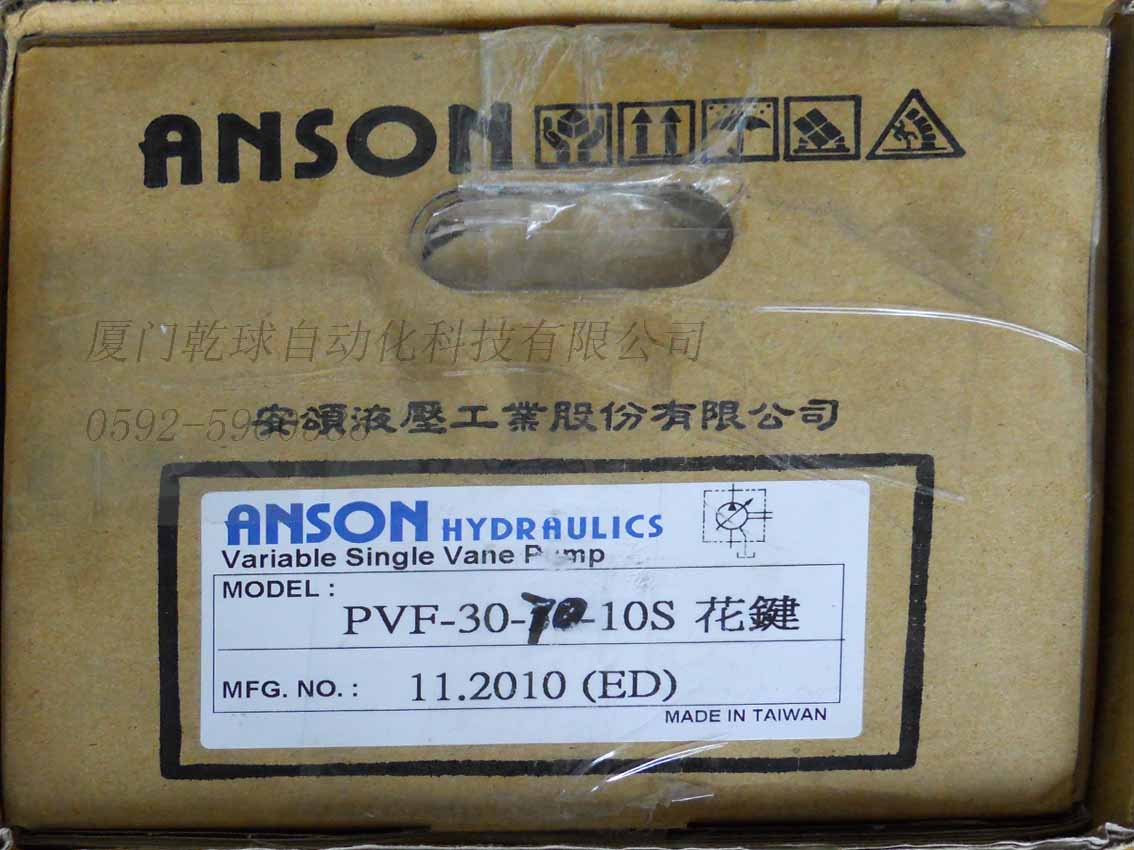 ANSON
厦门乾球自动化科技有限公司
安頌液壓工業股份有限公司
ANSON HYDRAULICS
Variable Single Vane Pump
MODEL :
PVF-30-70-10S 花鍵
MFG. NO. : 11.2010 (ED)
MADE IN TAIWAN